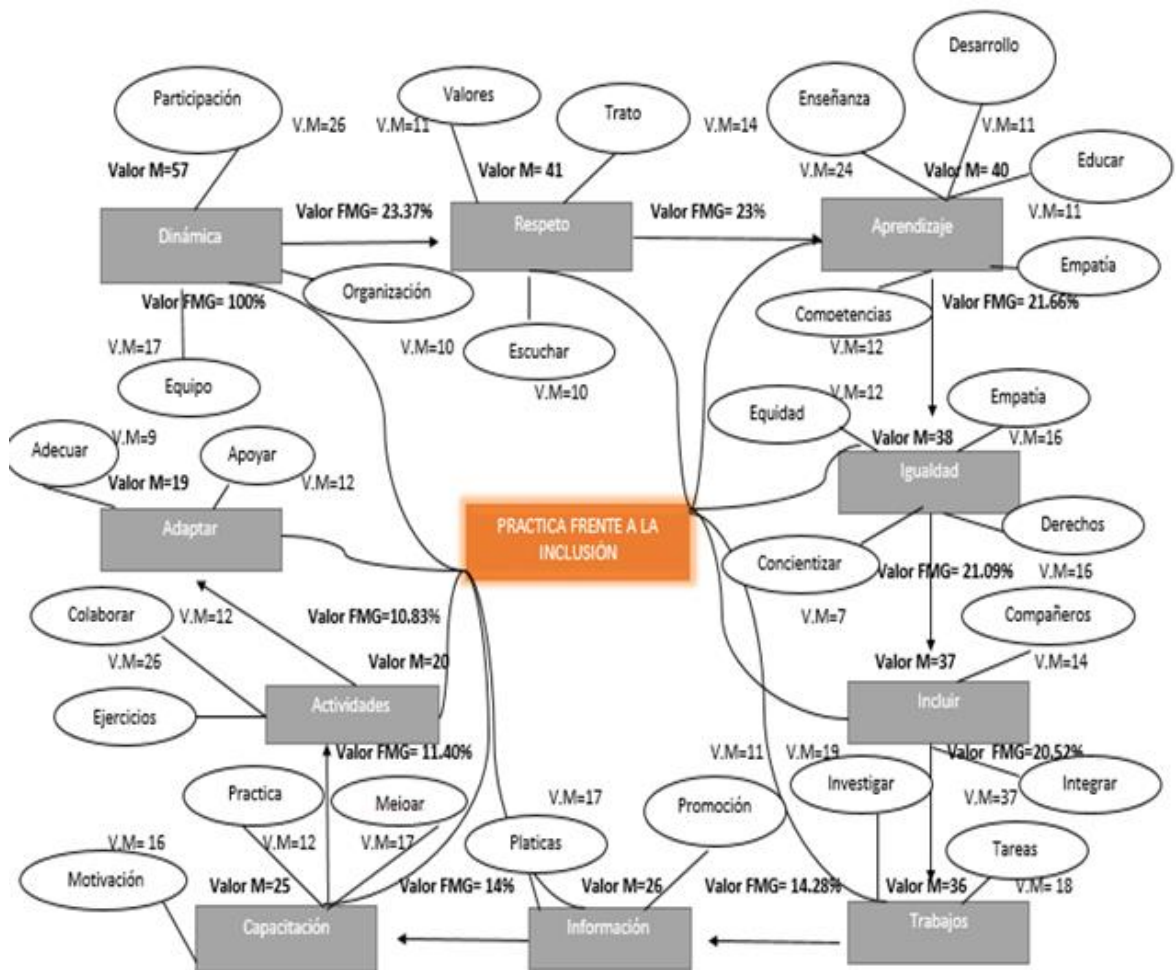 Desarrollo
Participación
Valores
Enseñanza
Trato
V.M=26
V.M=11
V.M=14
V.M=11
Valor M=57
Valor M= 41
V.M=24
Valor M= 40
Educar
Valor FMG= 23.37%
Respeto
Valor FMG= 23%
V.M=11
Dinámica
Aprendizaje
Empatía
Organización
Valor FMG= 100%
Competencias
Valor FMG= 21.66%
V.M=17
V.M=10
Escuchar
V.M=12
Equipo
V.M=10
V.M=12
Empatía
Equidad
V.M=9
Adecuar
Apoyar
Valor M=38
V.M=16
Valor M=19
V.M=12
Igualdad
Adaptar
PRACTICA FRENTE A LA
INCLUSIÓN
Derechos
Concientizar
Valor FMG= 21.09%
V.M=16
Colaborar
V.M=12
Valor FMG=10.83%
V.M=7
Compañeros
V.M=26
Valor M=20
Valor M=37
V.M=14
Actividades
Incluir
Ejercicios
Valor FMG= 11.40%
V.M=11
V.M=19
Valor FMG=20,52%
Investigar
Integrar
Practica
Mejoar
V.M=17
Promoción
V.M=37
V.M= 16
V.M=12
V.M=17
Platicas
Tareas
Motivación
Valor M=25
Valor FMG= 14%
Valor M=26
Valor FMG= 14.28%
Valor M=36
V.M= 18
Capacitación
Información
Trabajos